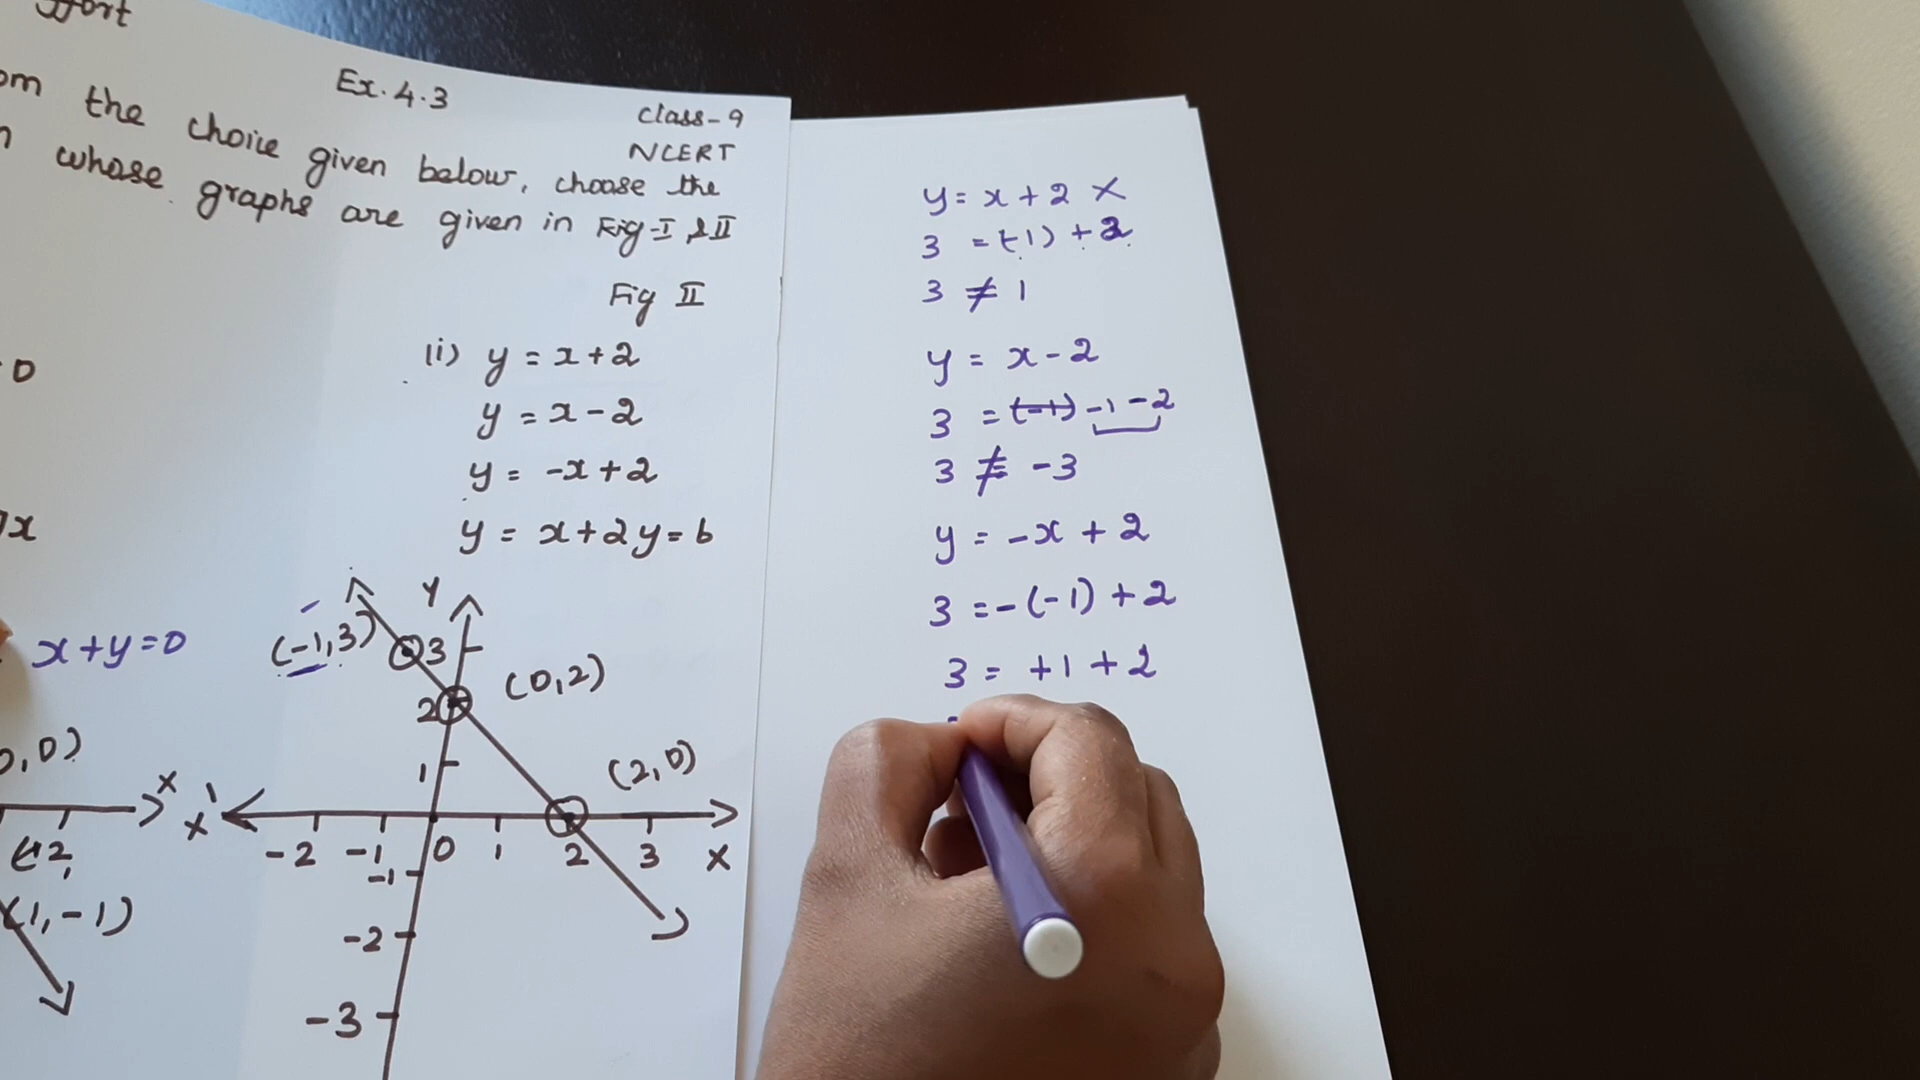 Ex. 4.3
Class-9
NCERT
the choice given below, choose the
whose graphs are given in Fig-I & II
Fig II
(i) y = x+2
y = x-2
y = -x+2
y = x+2y=6
x+y=0
(-1,3)
Y
3
(0,2)
2
1
(2,0)
X
X'
-2 -1 0 1 2 3 X
-1
(1,-1)
-2
-3
y = x+2 ×
3 = (-1) +2
3 ≠ 1
y = x-2
3 = -1 -2
3 ≠ -3
y = -x + 2
3 = -(-1) + 2
3 = +1 + 2